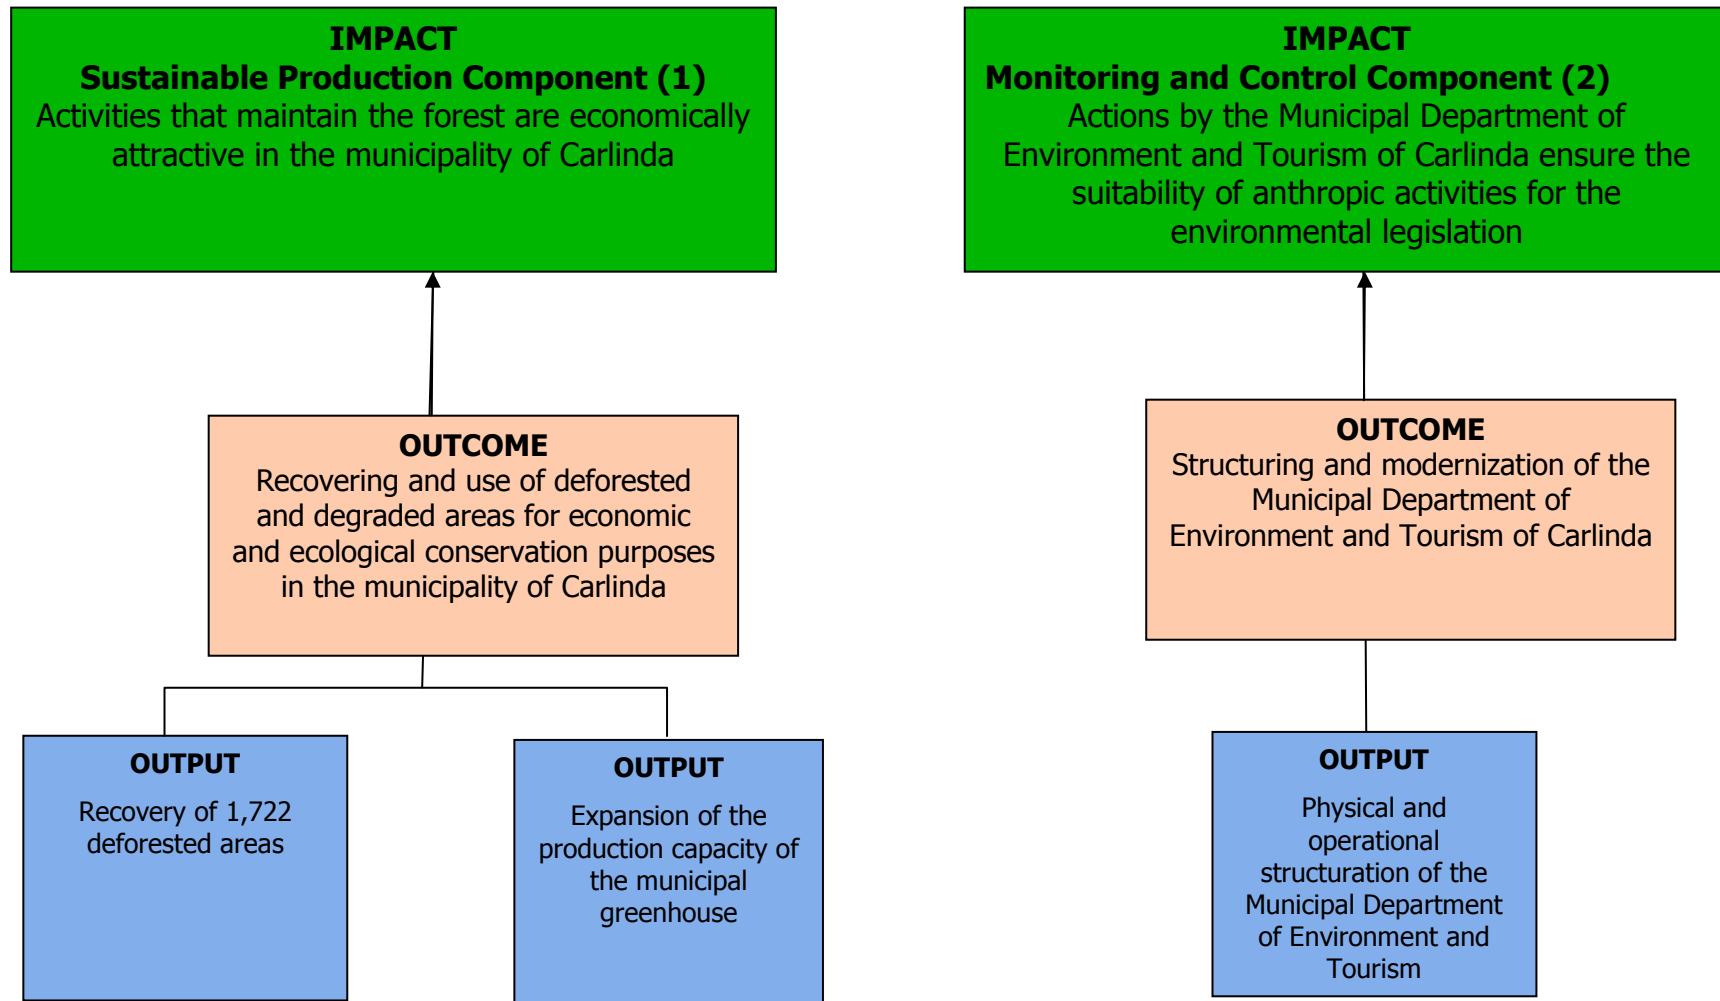 IMPACT
Sustainable Production Component (1)
Activities that maintain the forest are economically
attractive in the municipality of Carlinda
IMPACT
Monitoring and Control Component (2)
Actions by the Municipal Department of
Environment and Tourism of Carlinda ensure the
suitability of anthropic activities for the
environmental legislation
OUTCOME
Recovering and use of deforested
and degraded areas for economic
and ecological conservation purposes
in the municipality of Carlinda
OUTCOME
Structuring and modernization of the
Municipal Department of
Environment and Tourism of Carlinda
OUTPUT
Recovery of 1,722
deforested areas
OUTPUT
Expansion of the
production capacity of
the municipal
greenhouse
OUTPUT
Physical and
operational
structuration of the
Municipal Department
of Environment and
Tourism